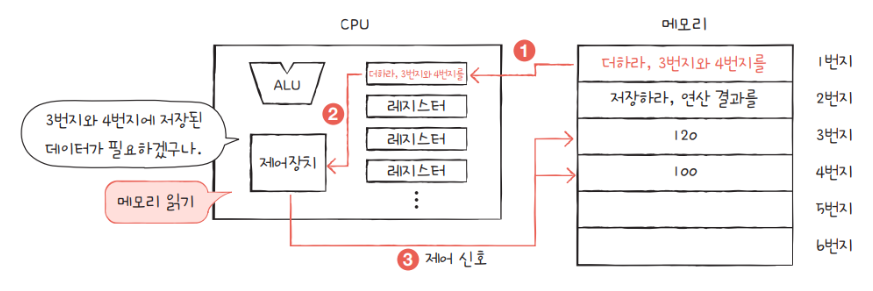 CPU
메모리
ALU
더하라, 3번지와 4번지를
레지스터
레지스터
레지스터
제어장치
3번지와 4번지에 저장된
데이터가 필요하겠구나.
메모리 읽기
1
2
3 제어 신호
더하라, 3번지와 4번지를 1번지
저장하라, 연산 결과를 2번지
120 3번지
100 4번지
5번지
6번지